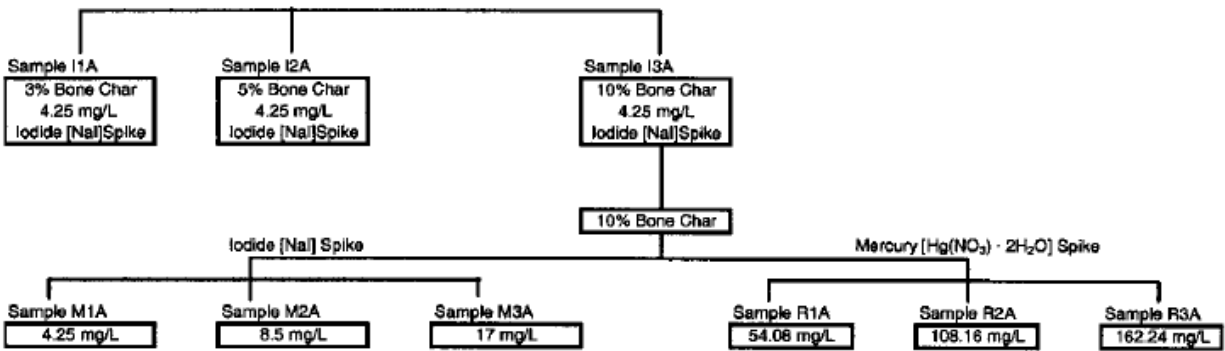 Sample I1A
3% Bone Char
4.25 mg/L
Iodide [NaI]Spike
Sample I2A
5% Bone Char
4.25 mg/L
Iodide [NaI]Spike
Sample I3A
10% Bone Char
4.25 mg/L
Iodide [NaI]Spike
10% Bone Char
Iodide [NaI] Spike
Mercury [Hg(NO₃) · 2H₂O] Spike
Sample M1A
4.25 mg/L
Sample M2A
8.5 mg/L
Sample M3A
17 mg/L
Sample R1A
54.08 mg/L
Sample R2A
108.16 mg/L
Sample R3A
162.24 mg/L